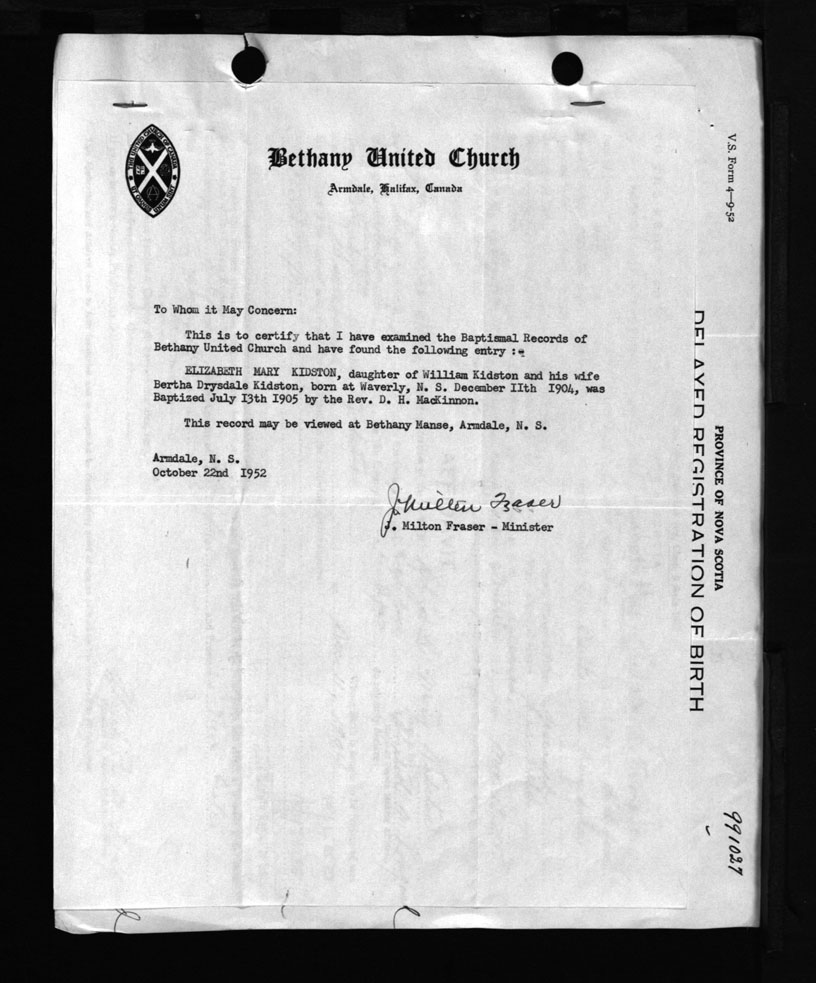 Bethany United Church
Armdale, Halifax, Canada
To Whom it May Concern:
This is to certify that I have examined the Baptismal Records of
Bethany United Church and have found the following entry :-
ELIZABETH MARY KIDSTON, daughter of William Kidston and his wife
Bertha Drysdale Kidston, born at Waverly, N. S. December IIth 1904, was
Baptized July I3th 1905 by the Rev. D. H. MacKinnon.
This record may be viewed at Bethany Manse, Armdale, N. S.
Armdale, N. S.
October 22nd I952
J. Milton Fraser
J. Milton Fraser - Minister
V.S. Form 4—9-52
PROVINCE OF NOVA SCOTIA
DELAYED REGISTRATION OF BIRTH
991027